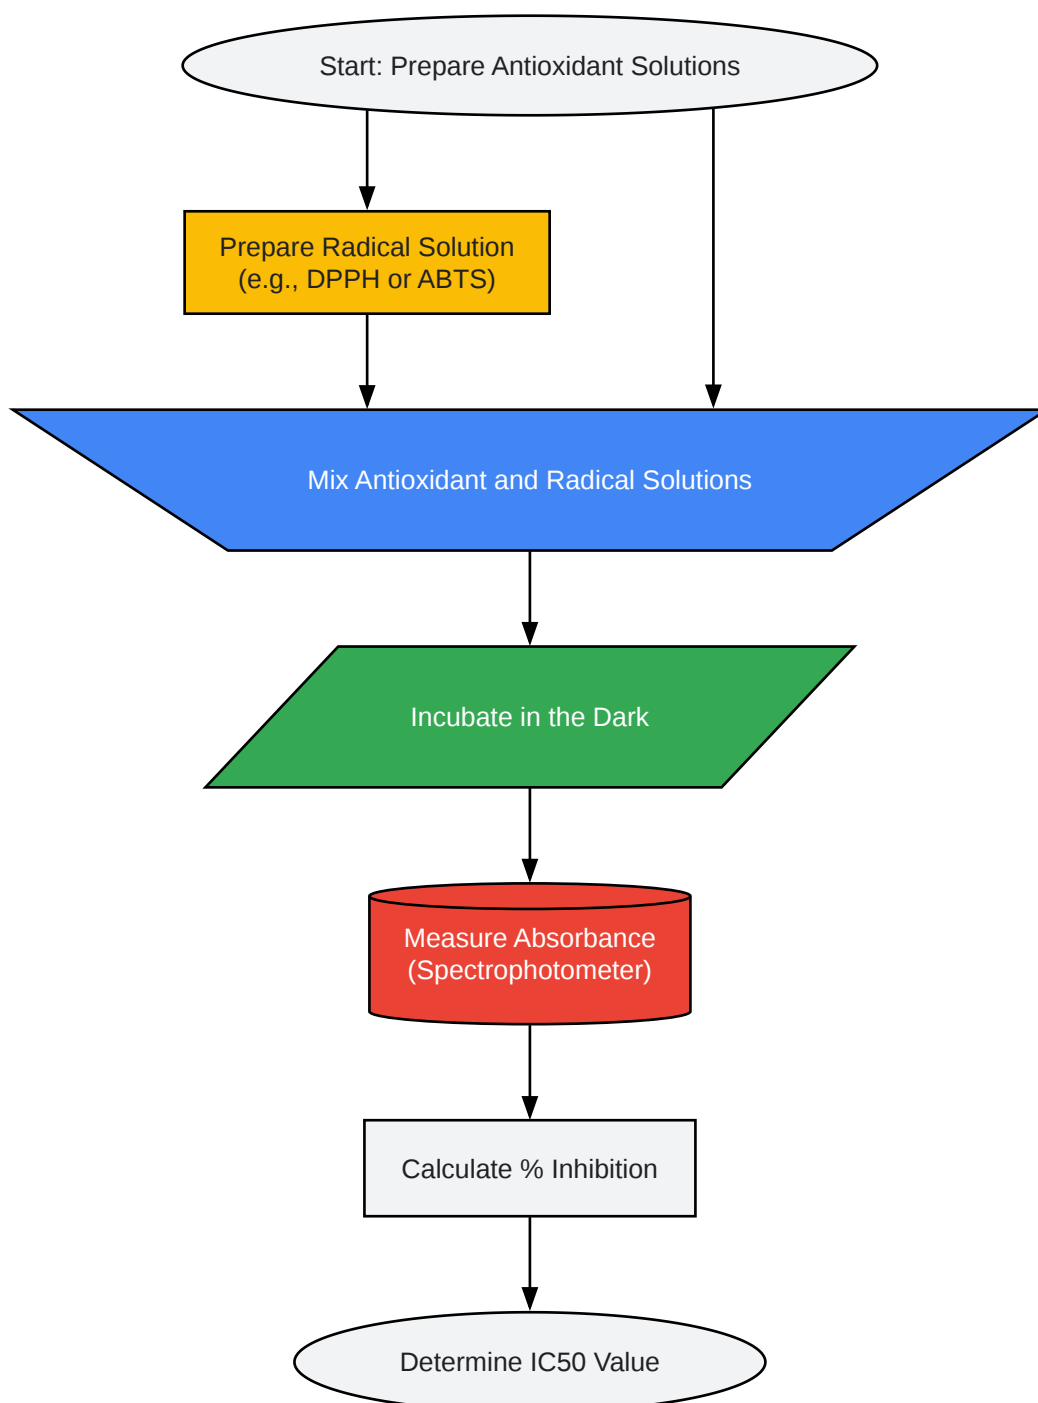 Start: Prepare Antioxidant Solutions
Prepare Radical Solution
(e.g., DPPH or ABTS)
Mix Antioxidant and Radical Solutions
Incubate in the Dark
Measure Absorbance
(Spectrophotometer)
Calculate % Inhibition
Determine IC50 Value